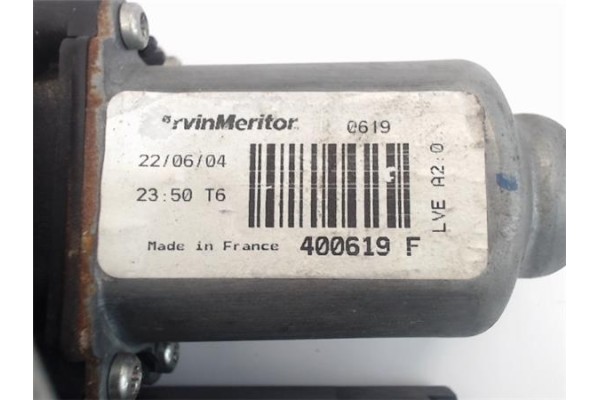 ArvinMeritor 0619
22/06/04
23:50 T6
Made in France 400619 F
LVE A2:0